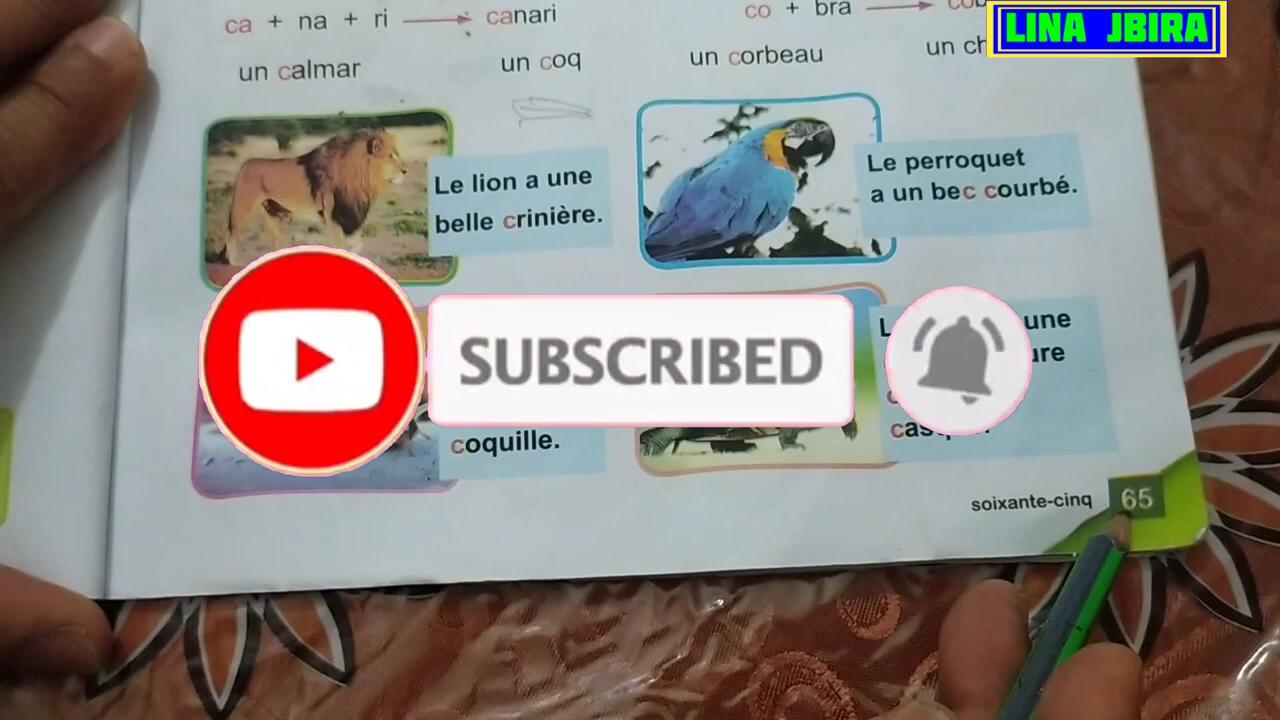 ca + na + ri → canari
co + bra →
LINA JBIRA
un calmar
un coq
un corbeau
un
Le lion a une
belle crinière.
Le perroquet
a un bec courbé.
SUBSCRIBED
une
coquille.
soixante-cinq 65